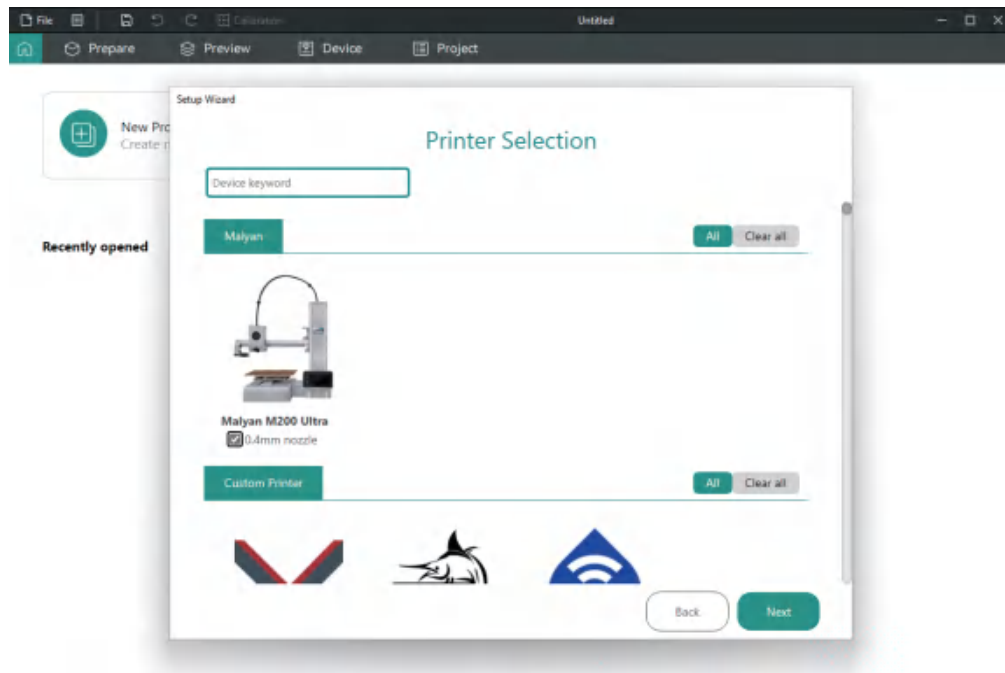 File Calibration Untitled
Prepare Preview Device Project
Setup Wizard
Printer Selection
New Pro
Create n
Device keyword
Malyan All Clear all
Recently opened
Malyan M200 Ultra
0.4mm nozzle
Custom Printer All Clear all
Back Next